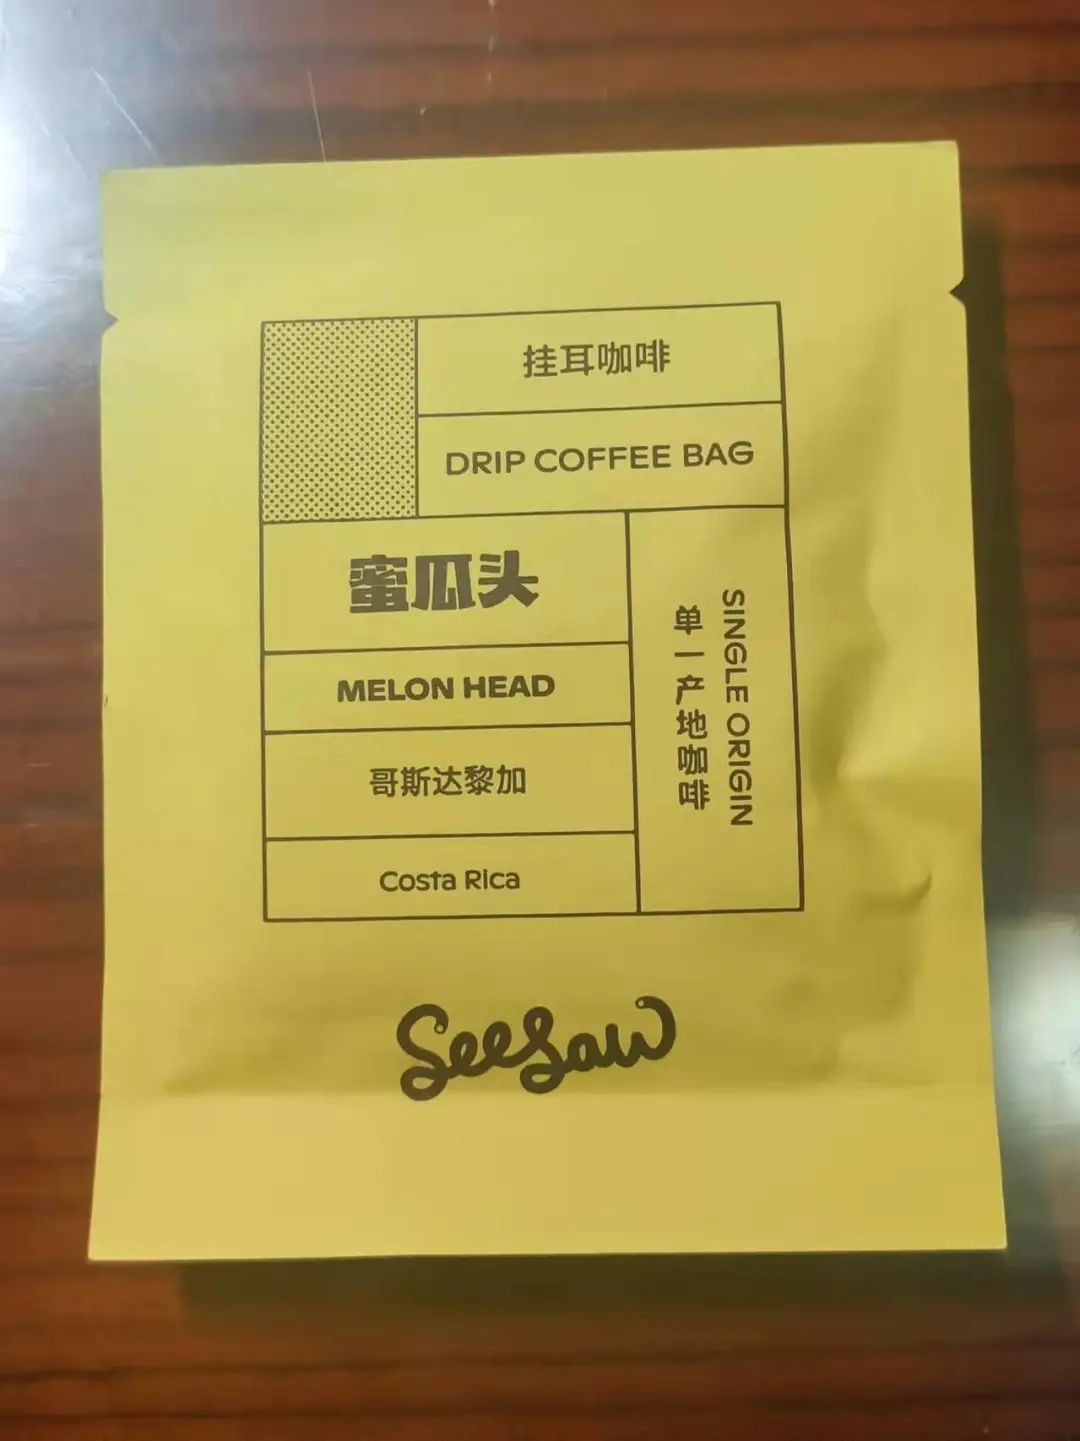 挂耳咖啡
DRIP COFFEE BAG
蜜瓜头
MELON HEAD
哥斯达黎加
Costa Rica
SINGLE ORIGIN
单一产地咖啡
SeeSaw